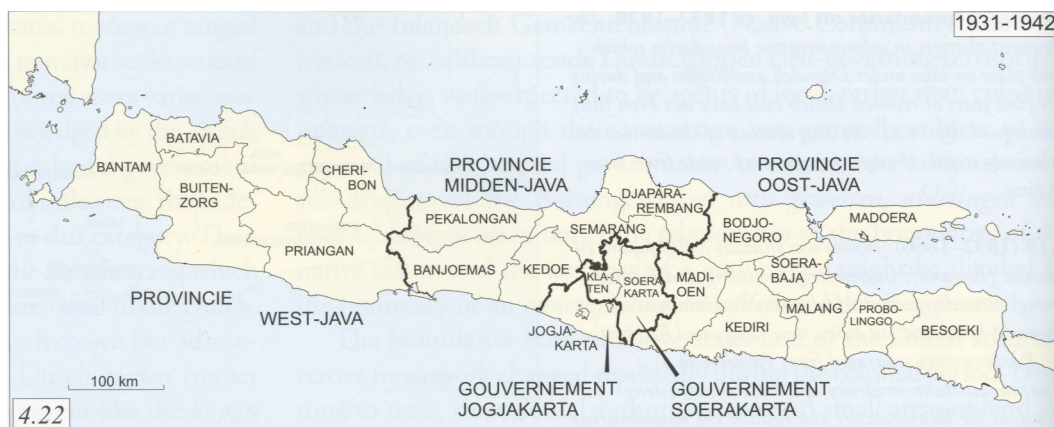 1931-1942
BATAVIA
BANTAM
BUITEN-
ZORG
CHERI-
BON
PRIANGAN
PROVINCIE
WEST-JAVA
PROVINCIE
MIDDEN-JAVA
PEKALONGAN
BANJOEMAS
KEDOE
SEMARANG
DJAPARA-
REMBANG
KLA-
TEN
SOERA-
KARTA
JOGJA-
KARTA
PROVINCIE
OOST-JAVA
BODJO-
NEGORO
MADOERA
MADI-
OEN
SOERA-
BAJA
KEDIRI
MALANG
PROBO-
LINGGO
BESOEKI
GOUVERNEMENT
JOGJAKARTA
GOUVERNEMENT
SOERAKARTA
100 km
4.22